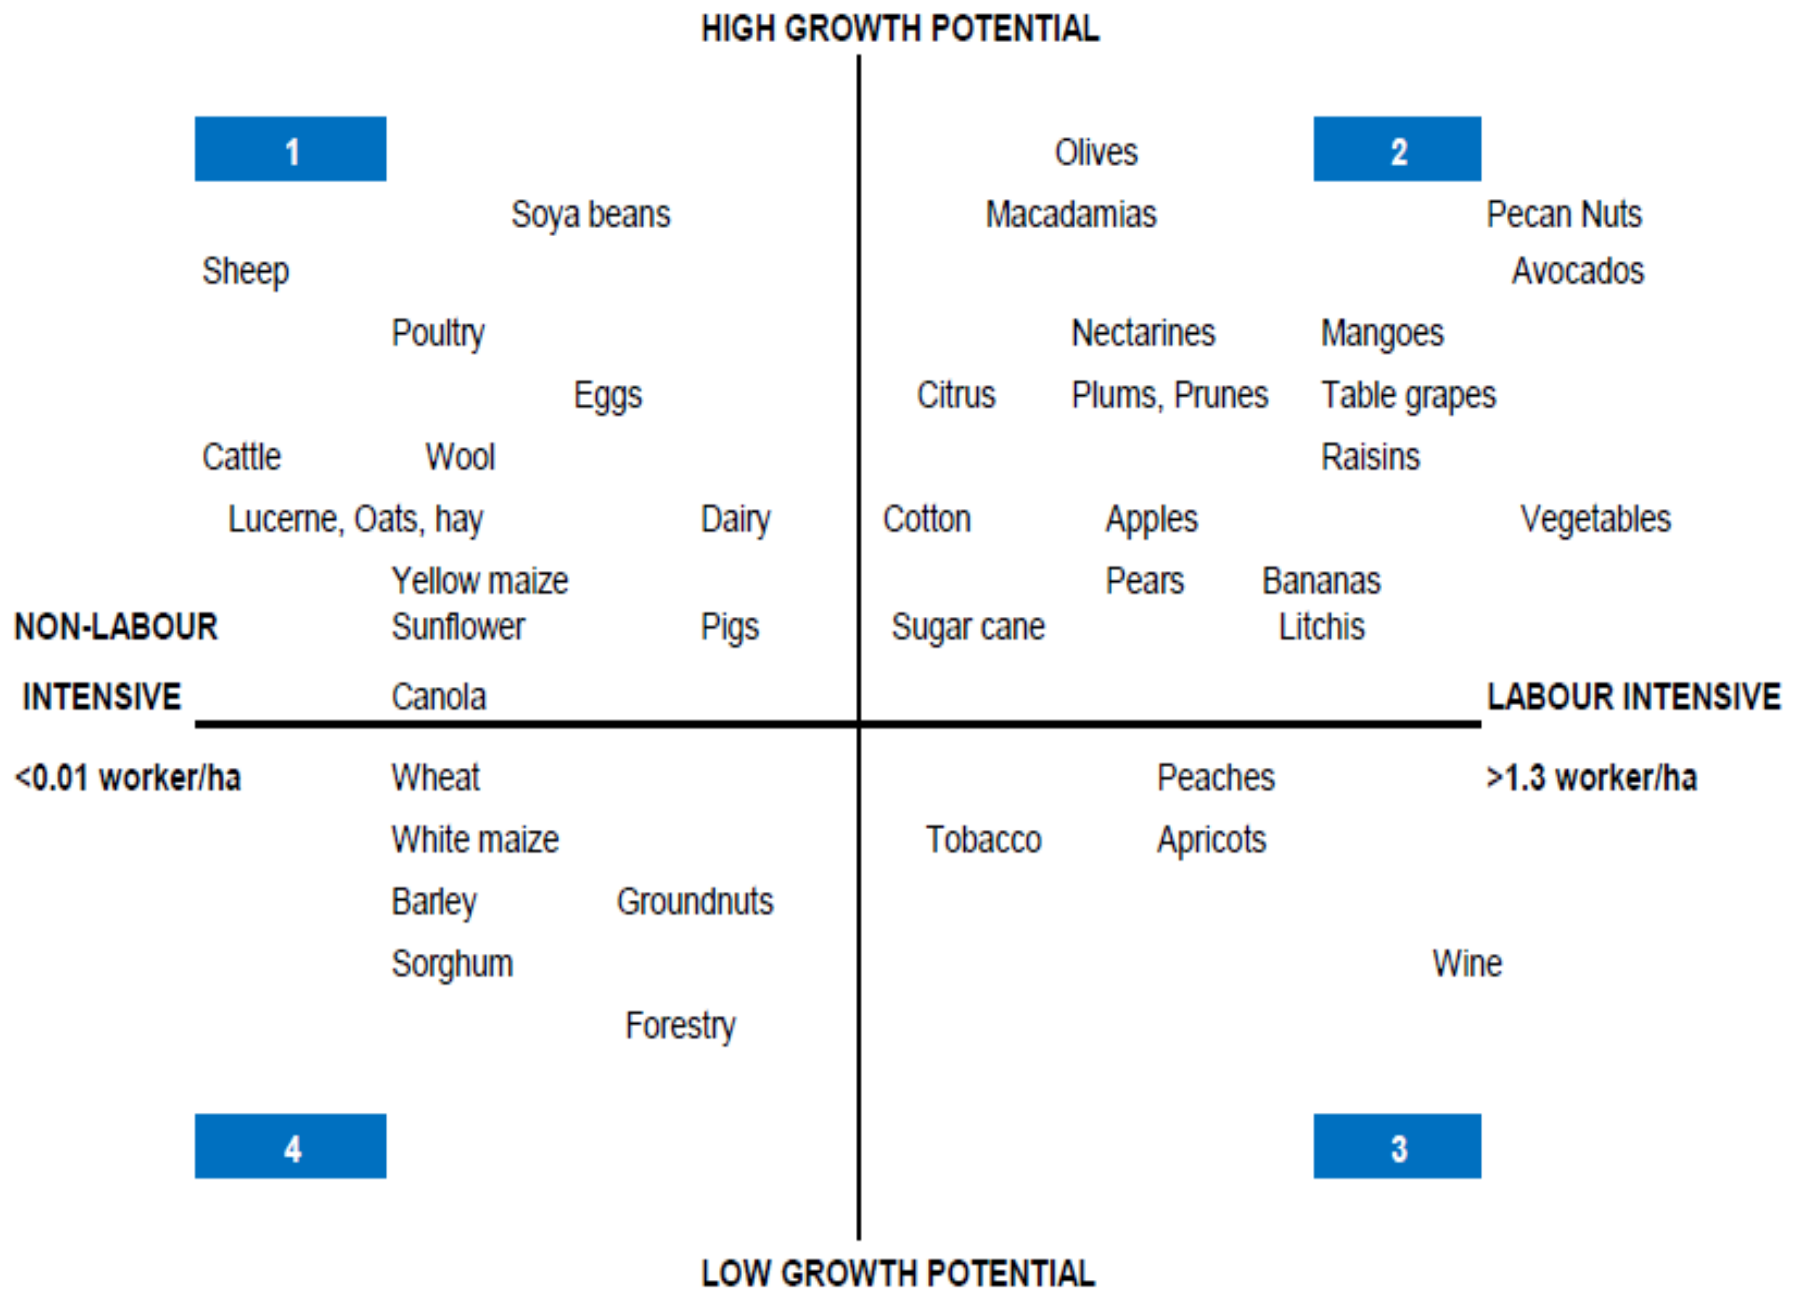 HIGH GROWTH POTENTIAL
1
Olives
2
Soya beans
Macadamias
Pecan Nuts
Sheep
Avocados
Poultry
Nectarines
Mangoes
Eggs
Citrus
Plums, Prunes
Table grapes
Cattle
Wool
Raisins
Lucerne, Oats, hay
Dairy
Cotton
Apples
Vegetables
Yellow maize
Pears
Bananas
NON-LABOUR
Sunflower
Pigs
Sugar cane
Litchis
INTENSIVE
Canola
LABOUR INTENSIVE
<0.01 worker/ha
Wheat
Peaches
>1.3 worker/ha
White maize
Tobacco
Apricots
Barley
Groundnuts
Sorghum
Wine
Forestry
4
3
LOW GROWTH POTENTIAL